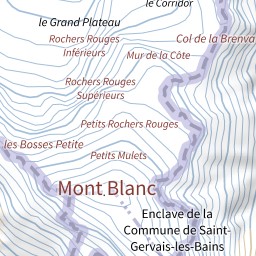 le Corridor
le Grand Plateau
Rochers Rouges
Inférieurs
Col de la Brenva
Mur de la Côte
Rochers Rouges
Supérieurs
Petits Rochers Rouges
les Bosses Petite
Petits Mulets
Mont Blanc
Enclave de la
Commune de Saint-
Gervais-les-Bains